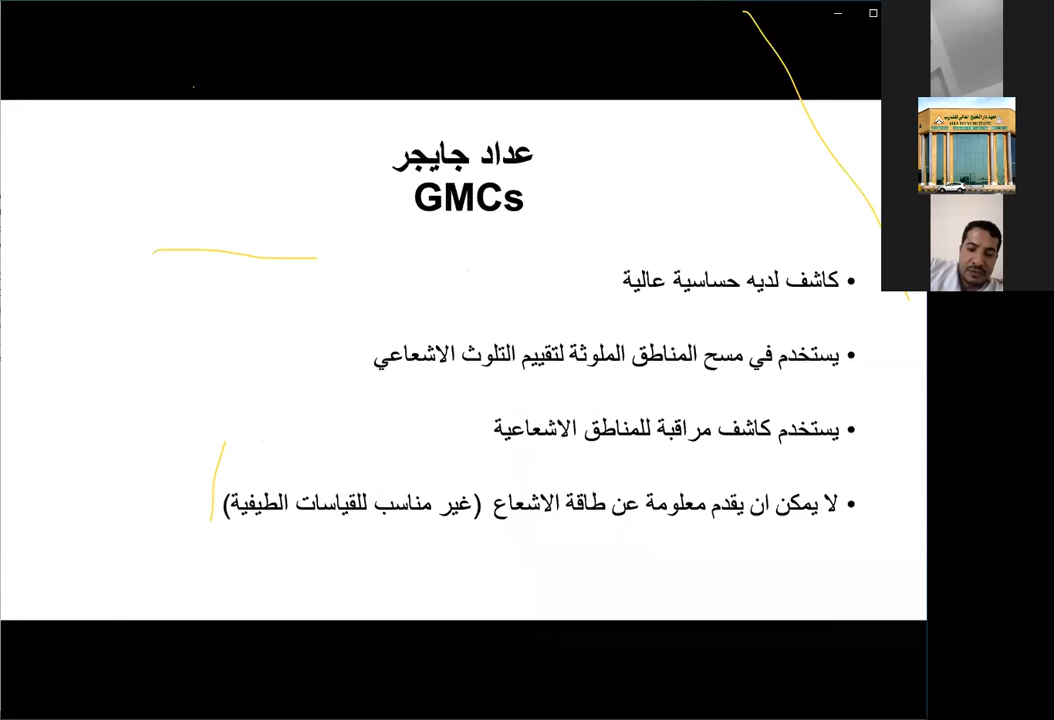 عداد جايجر
GMCs
• كاشف لديه حساسية عالية
• يستخدم في مسح المناطق الملوثة لتقييم التلوث الاشعاعي
• يستخدم كاشف مراقبة للمناطق الاشعاعية
• لا يمكن ان يقدم معلومة عن طاقة الاشعاع (غير مناسب للقياسات الطيفية)